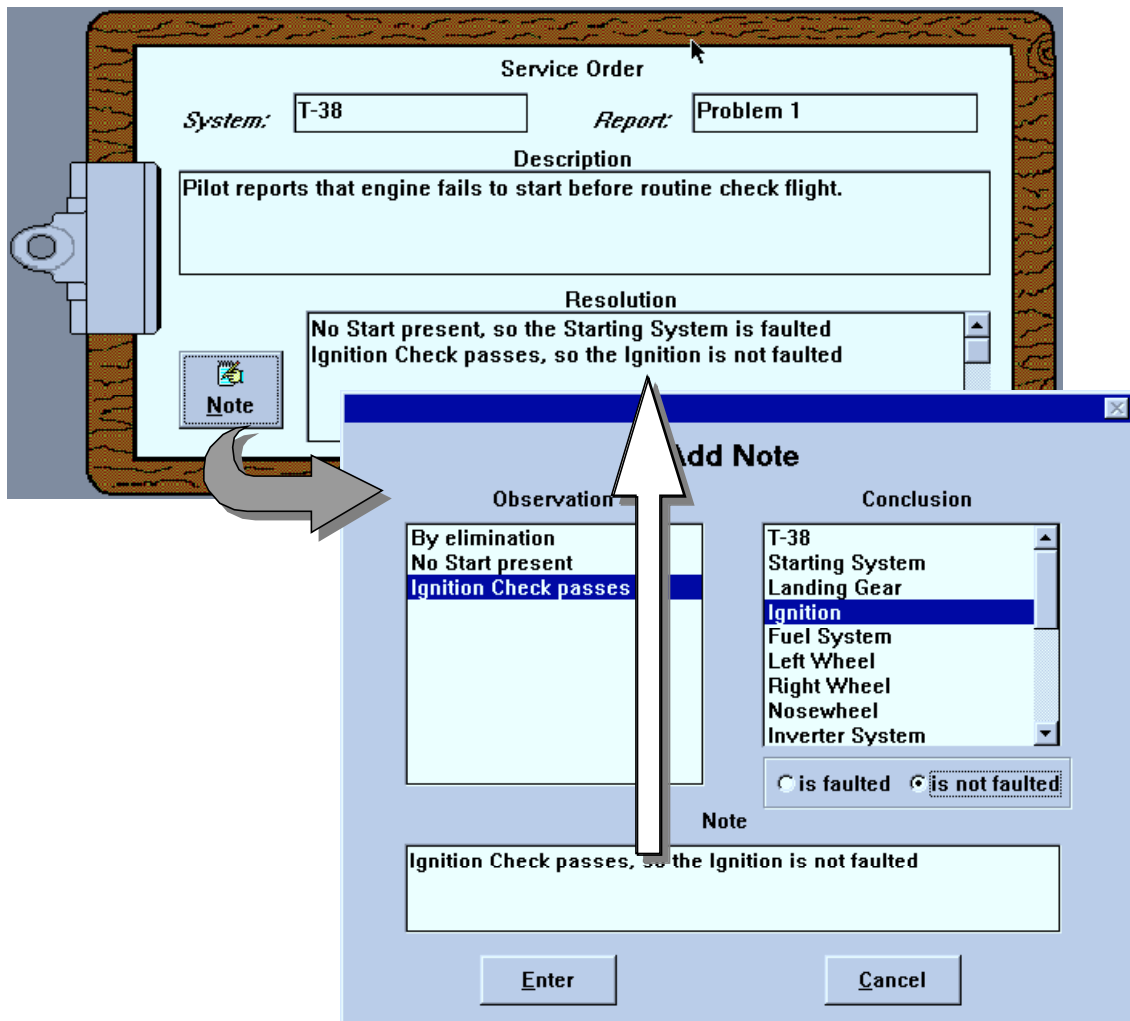 Service Order
System: T-38 Report: Problem 1
Description
Pilot reports that engine fails to start before routine check flight.
Resolution
No Start present, so the Starting System is faulted
Ignition Check passes, so the Ignition is not faulted
Note
Add Note
Observation
By elimination
No Start present
Ignition Check passes
Conclusion
T-38
Starting System
Landing Gear
Ignition
Fuel System
Left Wheel
Right Wheel
Nosewheel
Inverter System
is faulted is not faulted
Note
Ignition Check passes, so the Ignition is not faulted
Enter Cancel